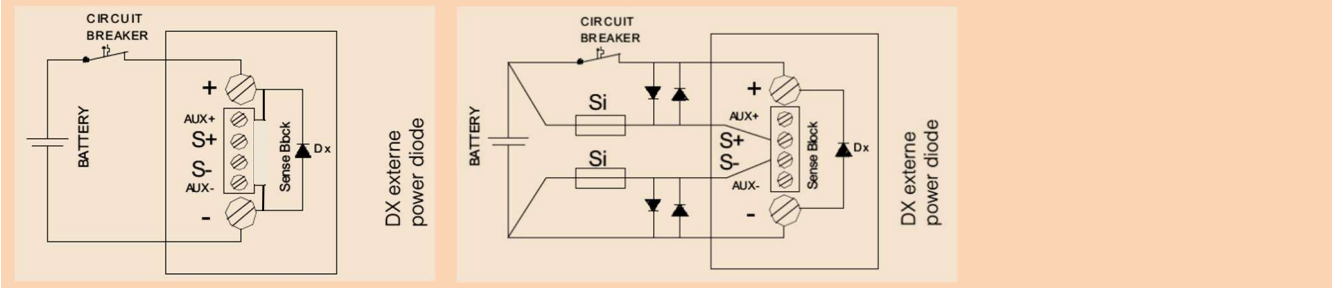 CIRCUIT
BREAKER
+
BATTERY
AUX+
S+
S-
AUX-
Sense Block
Dx
-
DX externe
power diode
CIRCUIT
BREAKER
Si
+
BATTERY
AUX+
S+
Si
S-
AUX-
Sense Block
Dx
-
DX externe
power diode